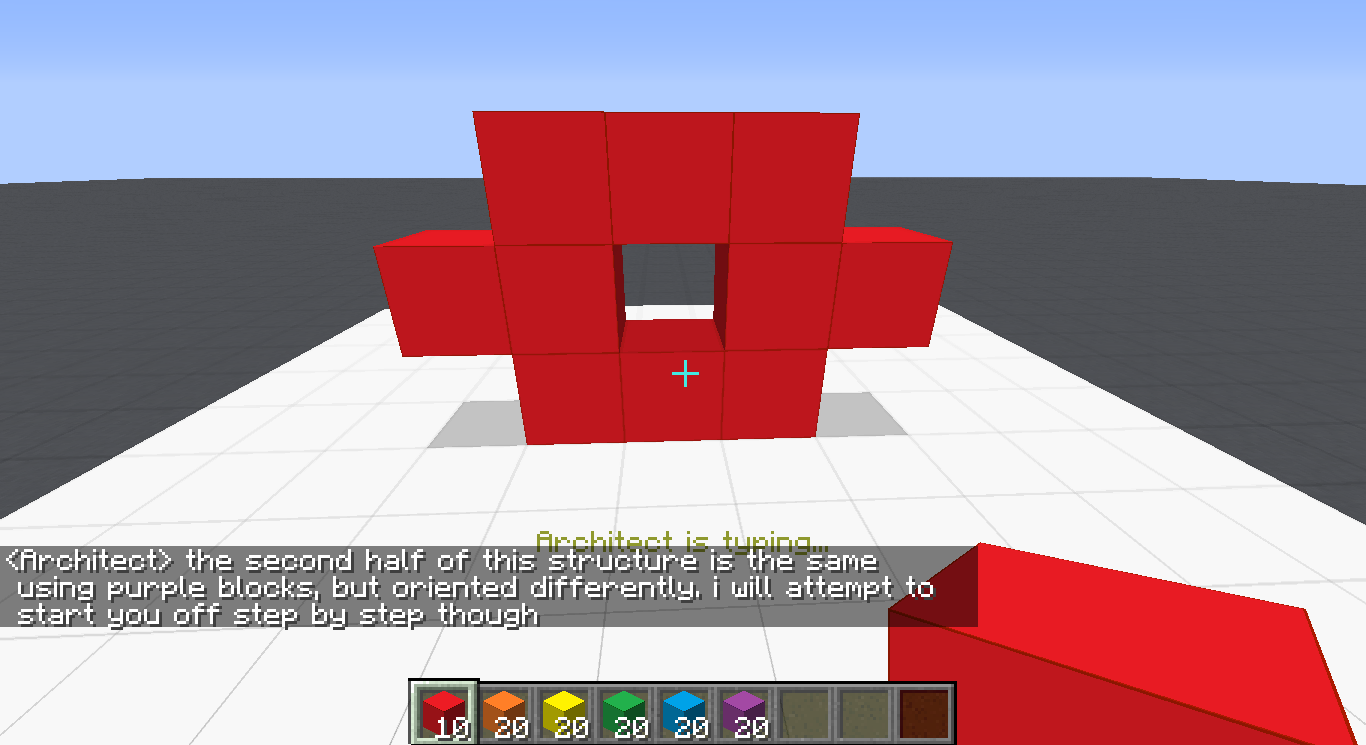 Architect is typing...
<Architect> the second half of this structure is the same
using purple blocks, but oriented differently. i will attempt to
start you off step by step though
10 20 20 20 20 20